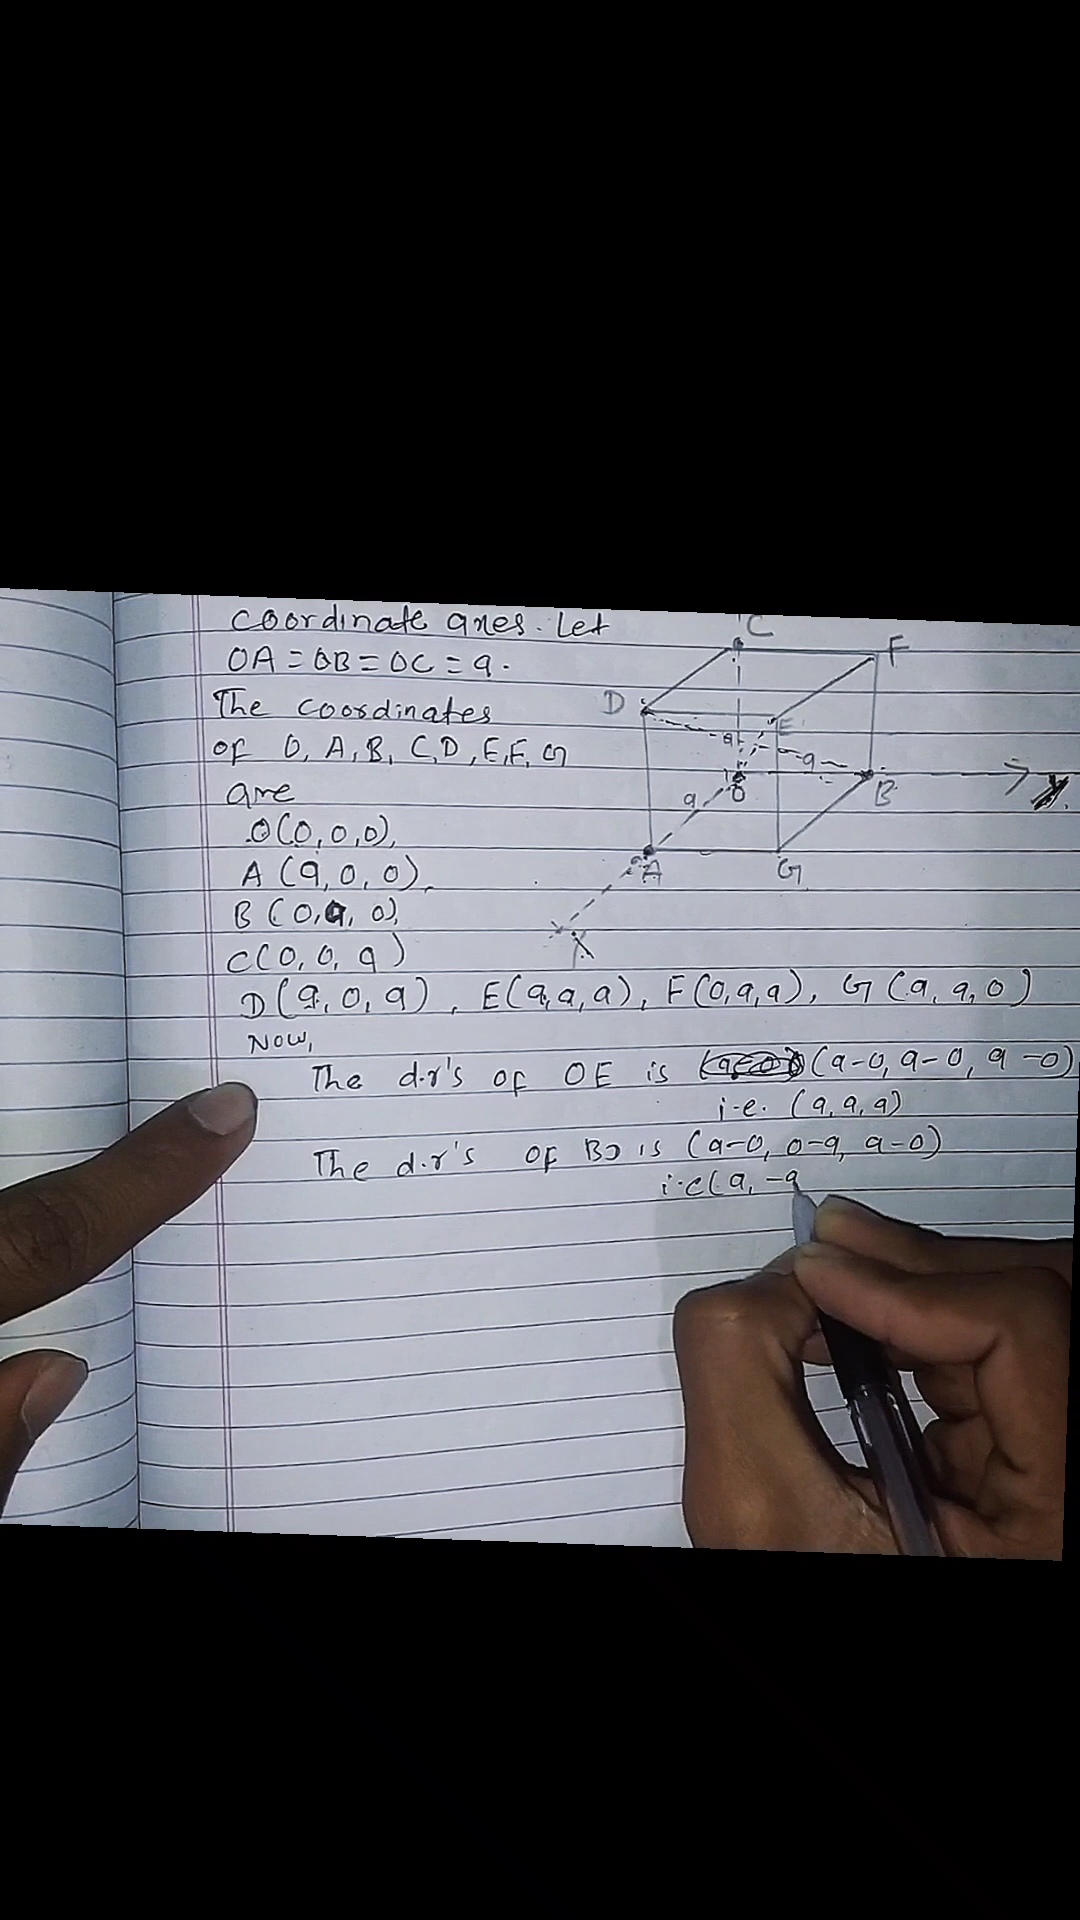 coordinate axes. Let
OA = OB = OC = a.
The coordinates
of O, A, B, C, D, E, F, G
are
O(0,0,0),
A (a, 0, 0),
B (0, a, 0),
C(0, 0, a)
D(a, 0, a), E(a,a,a), F(0,a,a), G(a, a, 0)
Now,
The d.r's of OE is (a-0, a-0, a-0)
i.e. (a, a, a)
The d.r's of BD is (a-0, 0-a, a-0)
i.e (a, -a
C
F
D
E
a
a
O
B
y
a
A
G
X